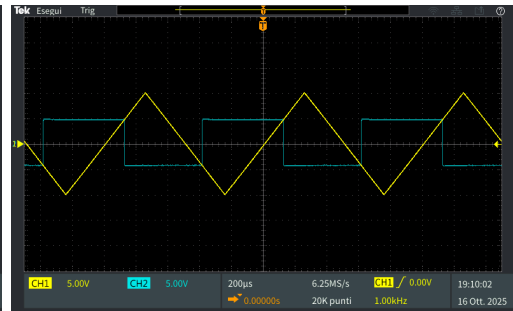 Tek Esegui Trig
T
1
CH1 5.00V CH2 5.00V 200µs 6.25MS/s CH1 0.00V 19:10:02
0.00000s 20K punti 1.00kHz 16 Ott. 2025